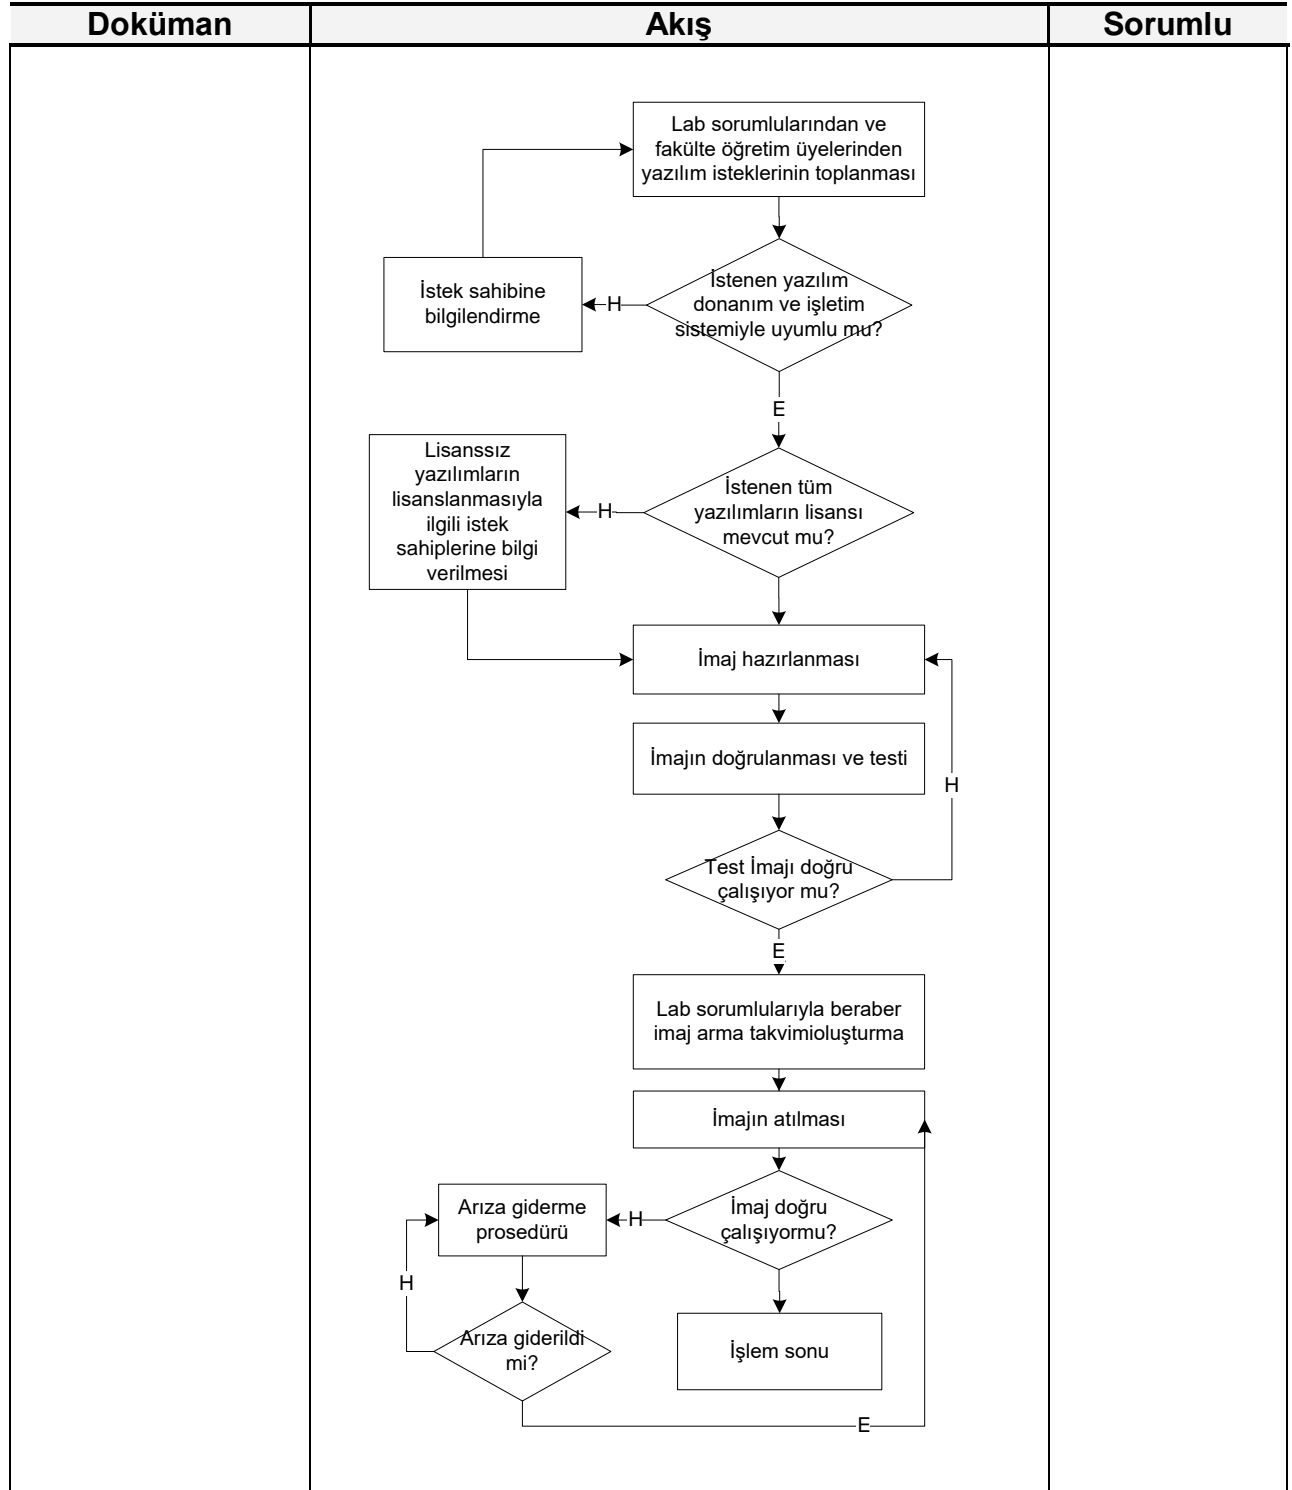 Doküman
Akış
Sorumlu
Lab sorumlularından ve
fakülte öğretim üyelerinden
yazılım isteklerinin toplanması
İstek sahibine
bilgilendirme
H
İstenen yazılım
donanım ve işletim
sistemiyle uyumlu mu?
E
Lisanssız
yazılımların
lisanslanmasıyla
ilgili istek
sahiplerine bilgi
verilmesi
H
İstenen tüm
yazılımların lisansı
mevcut mu?
İmaj hazırlanması
İmajın doğrulanması ve testi
H
Test İmajı doğru
çalışıyor mu?
E
Lab sorumlularıyla beraber
imaj arma takvimioluşturma
İmajın atılması
Arıza giderme
prosedürü
H
İmaj doğru
çalışıyormu?
H
Arıza giderildi
mi?
İşlem sonu
E